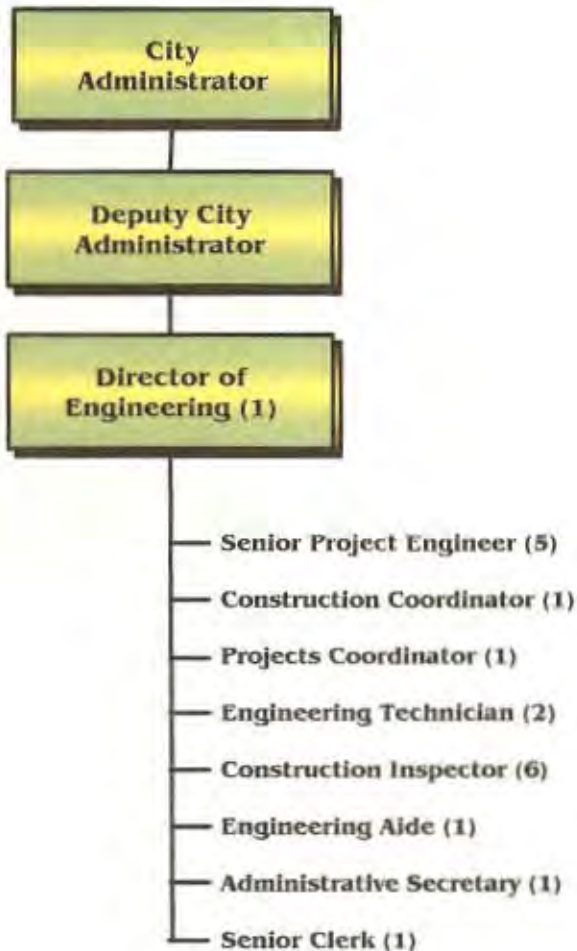 City
Administrator
Deputy City
Administrator
Director of
Engineering (1)
Senior Project Engineer (5)
Construction Coordinator (1)
Projects Coordinator (1)
Engineering Technician (2)
Construction Inspector (6)
Engineering Aide (1)
Administrative Secretary (1)
Senior Clerk (1)